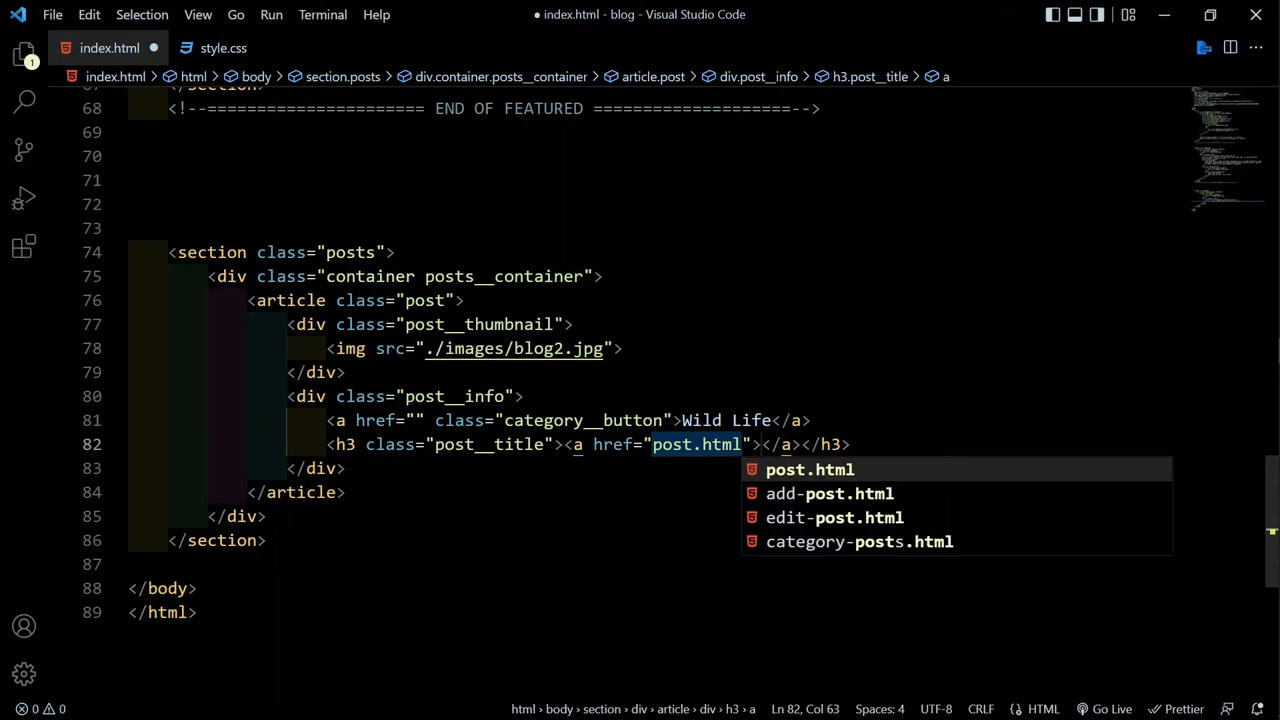 File Edit Selection View Go Run Terminal Help ● index.html - blog - Visual Studio Code
index.html ● style.css
1
index.html > html > body > section.posts > div.container.posts__container > article.post > div.post__info > h3.post__title > a
67 </section>
68 <!--===================== END OF FEATURED ====================-->
69
70
71
72
73
74 <section class="posts">
75 <div class="container posts__container">
76 <article class="post">
77 <div class="post__thumbnail">
78 <img src="./images/blog2.jpg">
79 </div>
80 <div class="post__info">
81 <a href="" class="category__button">Wild Life</a>
82 <h3 class="post__title"><a href="post.html"></a></h3>
83 </div>
post.html
84 </article>
add-post.html
85 </div>
edit-post.html
86 </section>
category-posts.html
87
88 </body>
89 </html>
0 0 html > body > section > div > article > div > h3 > a Ln 82, Col 63 Spaces: 4 UTF-8 CRLF {} HTML Go Live Prettier